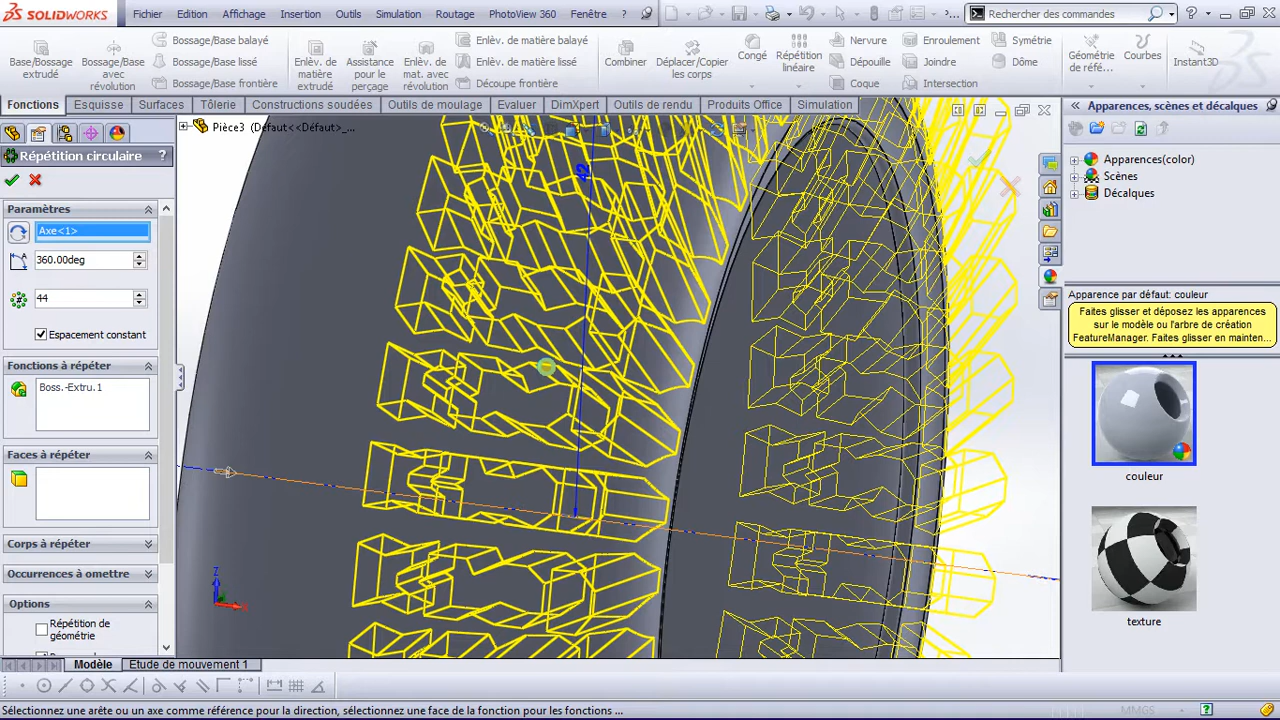 SOLIDWORKS Fichier Edition Affichage Insertion Outils Simulation Routage PhotoView 360 Fenêtre ? Rechercher des commandes
Base/Bossage extrudé
Bossage/Base avec révolution
Bossage/Base balayé
Bossage/Base lissé
Base/Bossage frontière
Enlèv. de matière extrudé
Assistance pour le perçage
Enlèv. de mat. avec révolution
Enlèv. de matière balayé
Enlèv. de matière lissé
Découpe frontière
Combiner
Déplacer/Copier les corps
Congé
Répétition linéaire
Nervure
Dépouille
Coque
Enroulement
Joindre
Intersection
Symétrie
Dôme
Géométrie de réfé...
Courbes
Instant3D
Fonctions Esquisse Surfaces Tôlerie Constructions soudées Outils de moulage Evaluer DimXpert Outils de rendu Produits Office Simulation
Répétition circulaire ?
Paramètres
Axe<1>
360.00deg
44
Espacement constant
Fonctions à répéter
Boss.-Extru.1
Faces à répéter
Corps à répéter
Occurrences à omettre
Options
Répétition de
géométrie
Pièce3 (Défaut<<Défaut>_...
42
Z
Apparences, scènes et décalques
Apparences(color)
Scènes
Décalques
Apparence par défaut: couleur
Faites glisser et déposez les apparences
sur le modèle ou l'arbre de création
FeatureManager. Faites glisser en mainten...
couleur
texture
Modèle Etude de mouvement 1
Sélectionnez une arête ou un axe comme référence pour la direction, sélectionnez une face de la fonction pour les fonctions ... MMGS